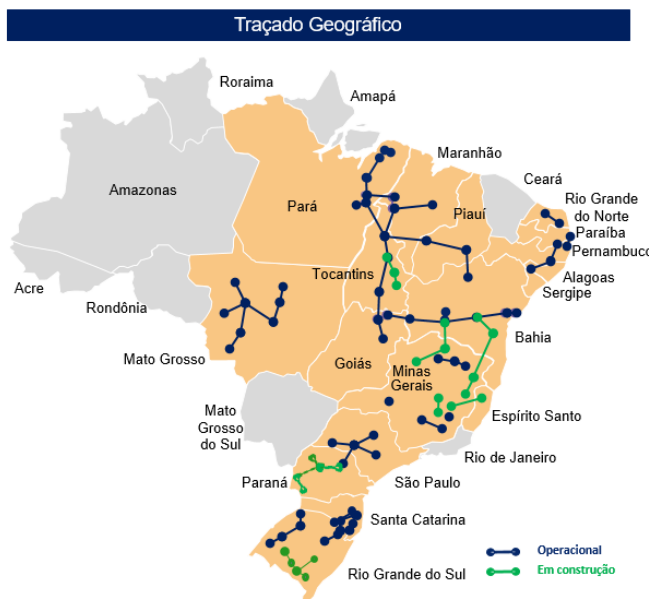 Traçado Geográfico
Roraima
Amapá
Maranhão
Ceará
Rio Grande
do Norte
Paraíba
Pernambuco
Alagoas
Sergipe
Amazonas
Pará
Piauí
Acre
Rondônia
Tocantins
Mato Grosso
Bahia
Goiás
Minas
Gerais
Mato
Grosso
do Sul
Espírito Santo
Rio de Janeiro
Paraná
São Paulo
Santa Catarina
Rio Grande do Sul
Operacional
Em construção